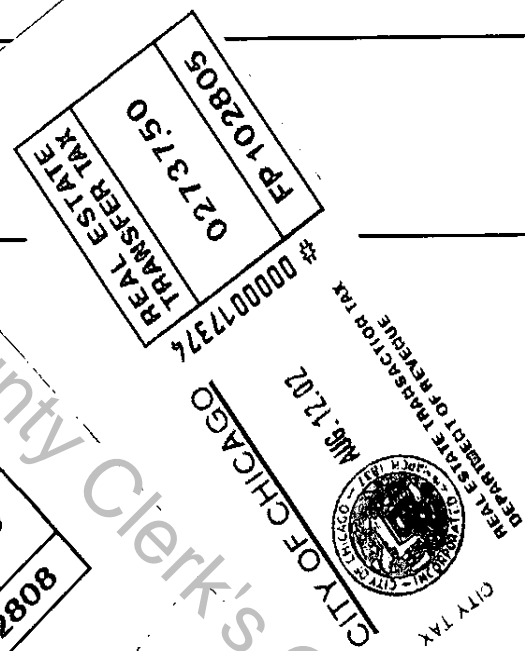 CITY OF CHICAGO
CITY TAX
AUG. 12.02
REAL ESTATE TRANSACTION TAX
DEPARTMENT OF REVENUE
# 0000017374
REAL ESTATE
TRANSFER TAX
0273750
FP 102805
2808
nty Clerk's